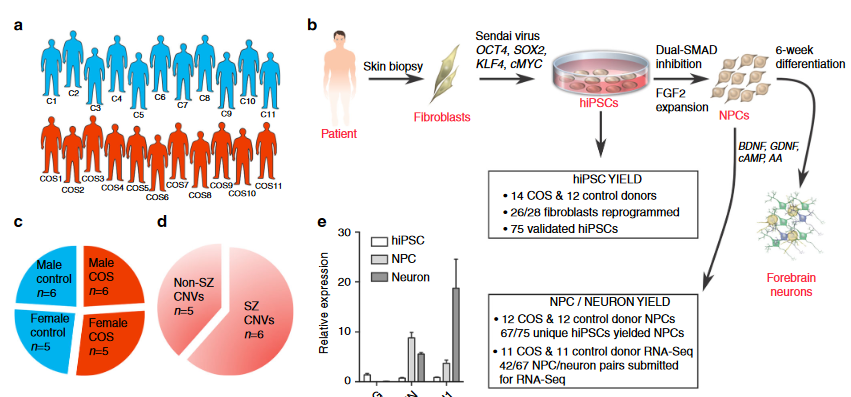 a
C1
C2
C3
C4
C5
C6
C7
C8
C9
C10
C11
COS1
COS2
COS3
COS4
COS5
COS6
COS7
COS8
COS9
COS10
COS11
b
Patient
Skin biopsy
Fibroblasts
Sendai virus
OCT4, SOX2,
KLF4, cMYC
hiPSCs
Dual-SMAD
inhibition
FGF2
expansion
NPCs
6-week
differentiation
BDNF, GDNF,
cAMP, AA
Forebrain
neurons
hiPSC YIELD
• 14 COS & 12 control donors
• 26/28 fibroblasts reprogrammed
• 75 validated hiPSCs
NPC / NEURON YIELD
• 12 COS & 12 control donor NPCs
67/75 unique hiPSCs yielded NPCs
• 11 COS & 11 control donor RNA-Seq
42/67 NPC/neuron pairs submitted
for RNA-Seq
c
Male
control
n=6
Male
COS
n=6
Female
control
n=5
Female
COS
n=5
d
Non-SZ
CNVs
n=5
SZ
CNVs
n=6
e
Relative expression
30
20
10
0
hiPSC
NPC
Neuron